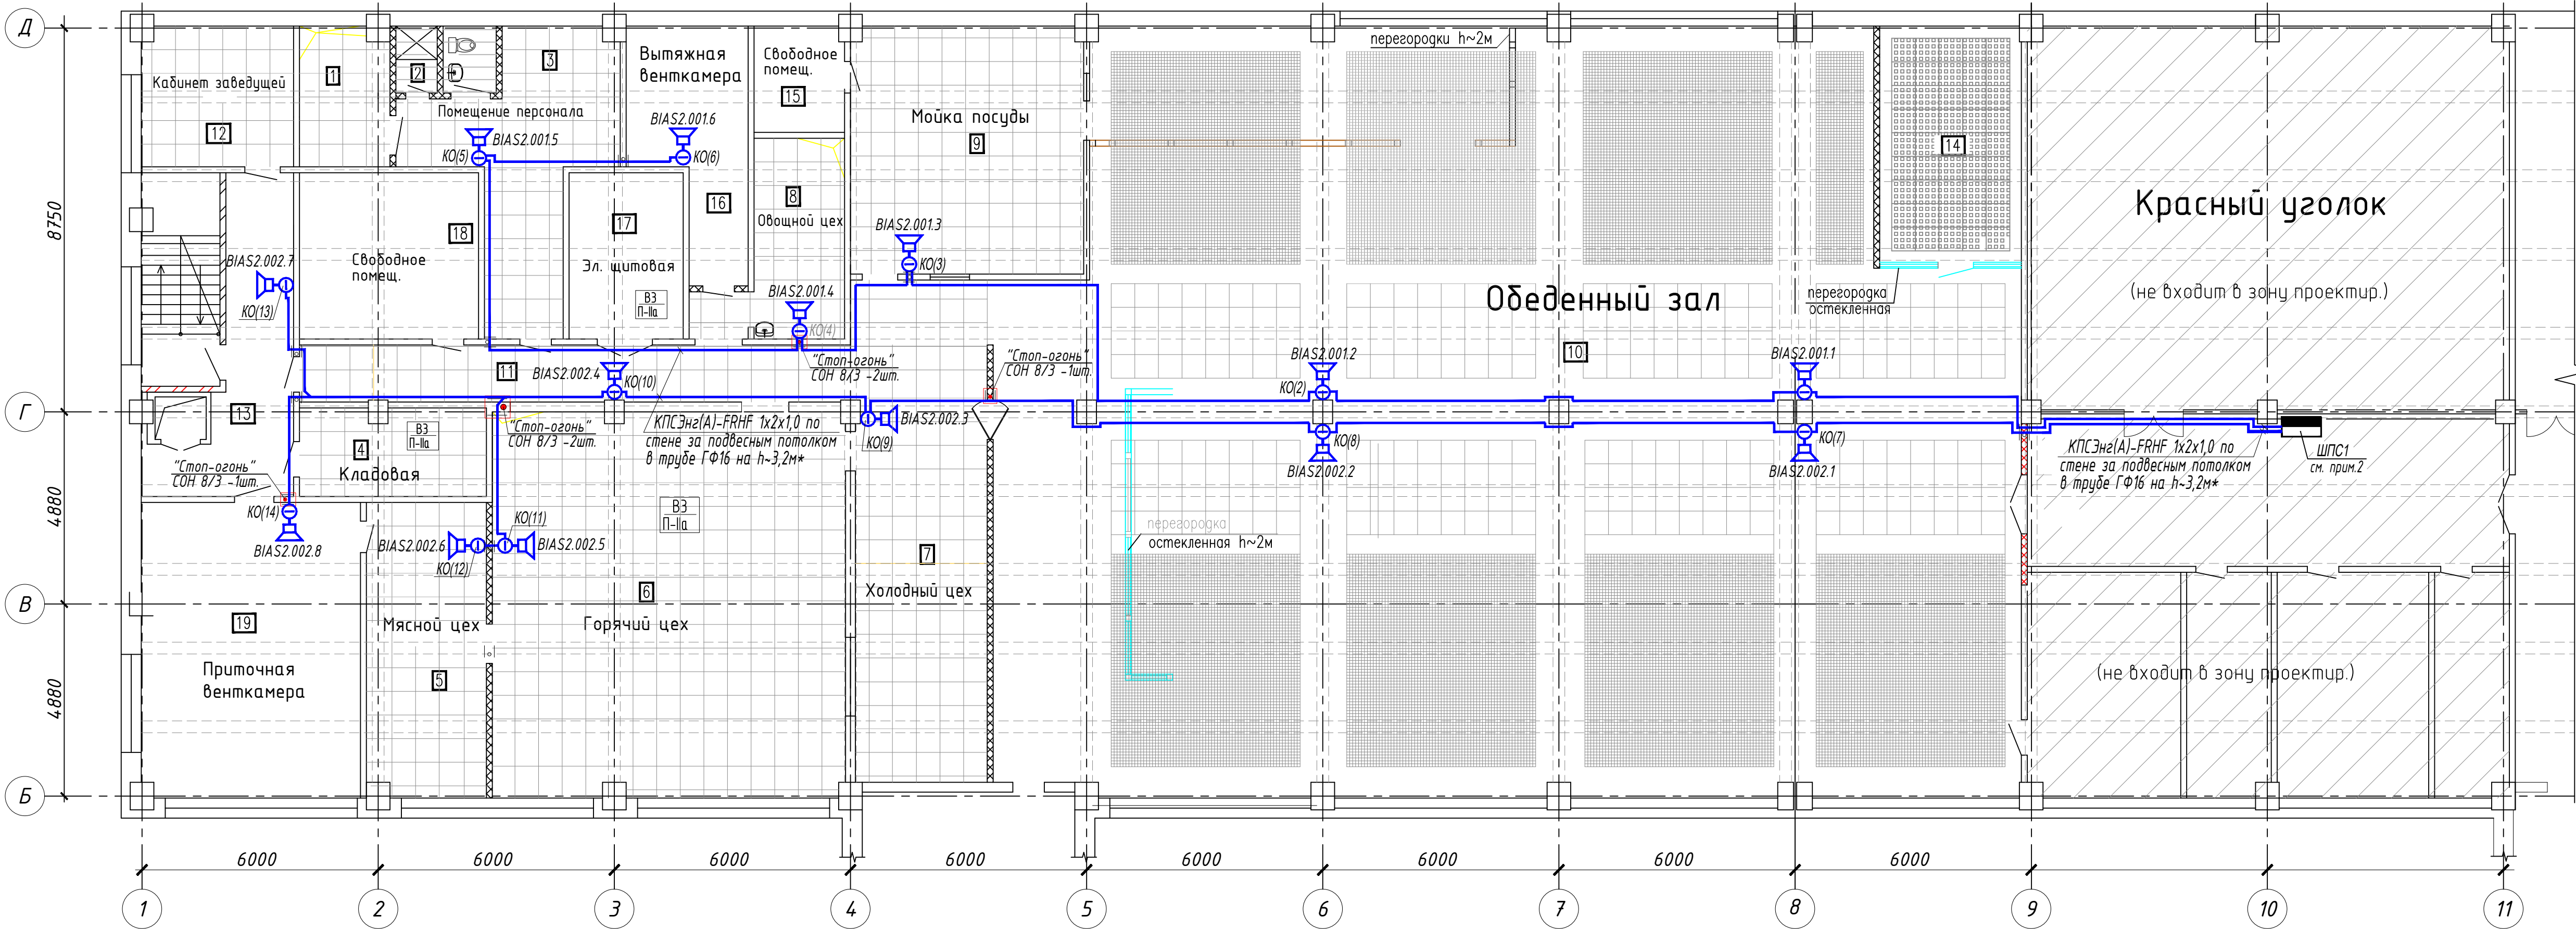 Д
Г
В
Б
8750
4880
4880
Кабинет заведущей
12
1
2
3
Помещение персонала
BIAS2.001.5
КО(5)
Вытяжная
венткамера
BIAS2.001.6
КО(6)
16
Свободное
помещ.
15
8
Овощной цех
BIAS2.001.4
КО(4)
Мойка посуды
9
BIAS2.001.3
КО(3)
перегородки h~2м
14
перегородка
остекленная
Красный уголок
(не входит в зону проектир.)
Обеденный зал
10
BIAS2.001.2
КО(2)
BIAS2.001.1
BIAS2.002.7
КО(13)
18
Свободное
помещ.
17
Эл. щитовая
В3
П-IIа
11
BIAS2.002.4
КО(10)
"Стоп-огонь"
СОН 8/3 -2шт.
"Стоп-огонь"
СОН 8/3 -1шт.
13
4
В3
П-IIа
Кладовая
"Стоп-огонь"
СОН 8/3 -2шт.
КПСЭнг(А)-FRHF 1x2x1,0 по
стене за подвесным потолком
в трубе ГФ16 на h~3,2м*
BIAS2.002.3
КО(9)
КО(8)
BIAS2.002.2
КО(7)
BIAS2.002.1
КПСЭнг(А)-FRHF 1x2x1,0 по
стене за подвесным потолком
в трубе ГФ16 на h~3,2м*
ШПС1
см. прим.2
"Стоп-огонь"
СОН 8/3 -1шт.
КО(14)
BIAS2.002.8
BIAS2.002.6
КО(12)
КО(11)
BIAS2.002.5
В3
П-IIа
6
Горячий цех
7
Холодный цех
перегородка
остекленная h~2м
19
Приточная
венткамера
Мясной цех
5
(не входит в зону проектир.)
6000
6000
6000
6000
6000
6000
6000
6000
1
2
3
4
5
6
7
8
9
10
11